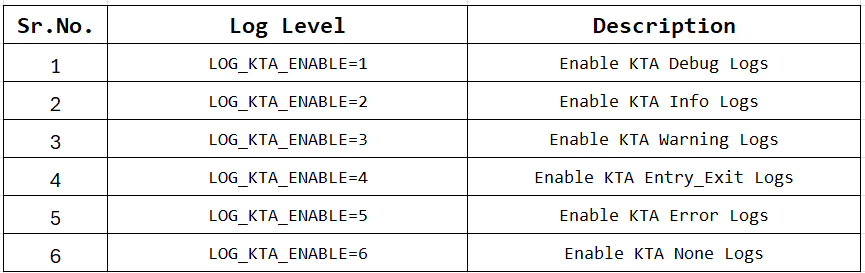 Sr.No. Log Level Description
1 LOG_KTA_ENABLE=1 Enable KTA Debug Logs
2 LOG_KTA_ENABLE=2 Enable KTA Info Logs
3 LOG_KTA_ENABLE=3 Enable KTA Warning Logs
4 LOG_KTA_ENABLE=4 Enable KTA Entry_Exit Logs
5 LOG_KTA_ENABLE=5 Enable KTA Error Logs
6 LOG_KTA_ENABLE=6 Enable KTA None Logs